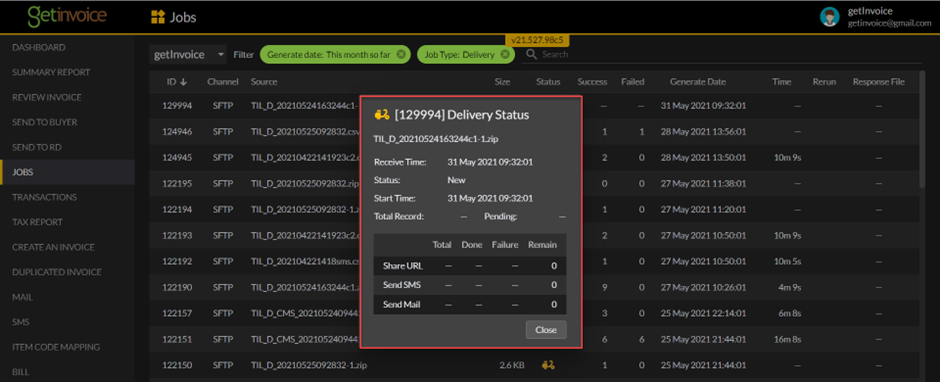 getinvoice
Jobs
getInvoice
getinvoice@gmail.com
v21.527.98c5
getInvoice Filter Generate date: This month so far Job Type: Delivery Search
DASHBOARD
SUMMARY REPORT
REVIEW INVOICE
SEND TO BUYER
SEND TO RD
JOBS
TRANSACTIONS
TAX REPORT
CREATE AN INVOICE
DUPLICATED INVOICE
MAIL
SMS
ITEM CODE MAPPING
BILL
ID Channel Source Size Status Success Failed Generate Date Time Rerun Response File
129994 SFTP TIL_D_20210524163244c1- — — 31 May 2021 09:32:01 — — —
124946 SFTP TIL_D_20210525092832.csv 1 1 28 May 2021 13:56:01 — — —
124945 SFTP TIL_D_20210422141923c2. 2 0 28 May 2021 13:50:01 10m 9s — —
122195 SFTP TIL_D_20210525092832.zip 0 0 27 May 2021 11:38:01 — — —
122194 SFTP TIL_D_20210525092832-1. 1 0 27 May 2021 11:20:01 — — —
122193 SFTP TIL_D_20210422141923c2. 2 0 27 May 2021 10:50:01 10m 9s — —
122192 SFTP TIL_D_202104221418sms.cs 1 0 27 May 2021 10:50:01 10m 5s — —
122190 SFTP TIL_D_20210524163244c1. 9 0 27 May 2021 10:26:01 4m 9s — —
122157 SFTP TIL_D_CMS_202105240944 3 0 25 May 2021 22:14:01 6m 8s — —
122151 SFTP TIL_D_CMS_202105240944 6 6 25 May 2021 21:44:01 16m 8s — —
122150 SFTP TIL_D_20210525092832-1.zip 2.6 KB 1 0 25 May 2021 21:44:01 — — —
[129994] Delivery Status
TIL_D_20210524163244c1-1.zip
Receive Time: 31 May 2021 09:32:01
Status: New
Start Time: 31 May 2021 09:32:01
Total Record: — Pending: —
Total Done Failure Remain
Share URL — — — 0
Send SMS — — — 0
Send Mail — — — 0
Close